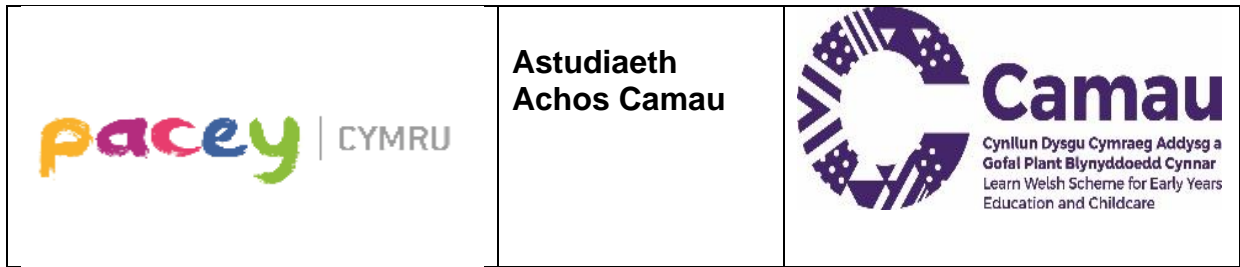 pacey | CYMRU
Astudiaeth
Achos Camau
Camau
Cynllun Dysgu Cymraeg Addysg a
Gofal Plant Blynyddoedd Cynnar
Learn Welsh Scheme for Early Years
Education and Childcare